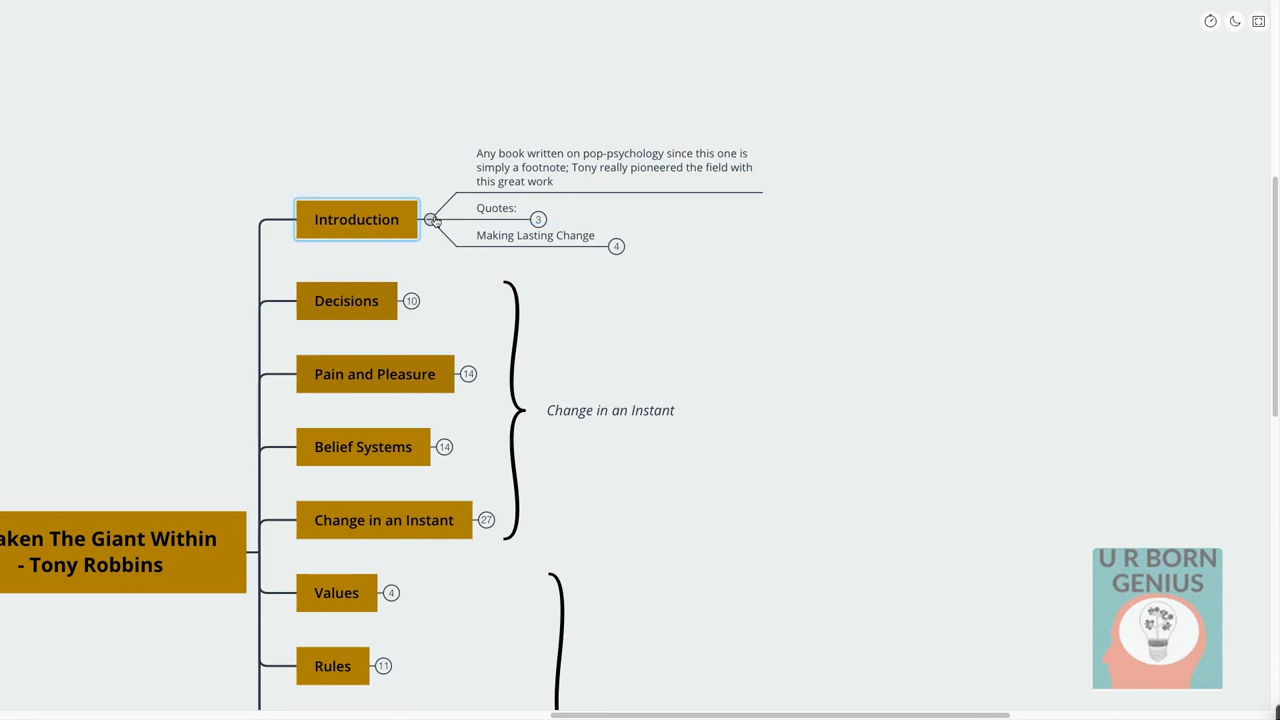 Any book written on pop-psychology since this one is
simply a footnote; Tony really pioneered the field with
this great work
Introduction
Quotes:
3
Making Lasting Change
4
Decisions
10
Pain and Pleasure
14
Change in an Instant
Belief Systems
14
Change in an Instant
27
aken The Giant Within
- Tony Robbins
Values
4
Rules
11
U R BORN
GENIUS